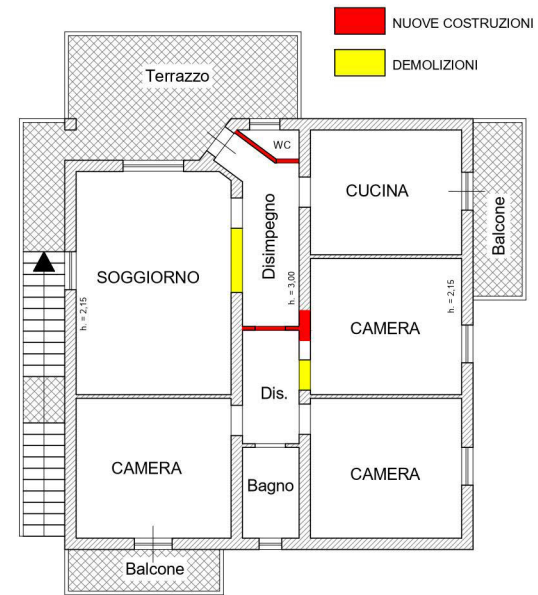 NUOVE COSTRUZIONI
DEMOLIZIONI
Terrazzo
WC
CUCINA
Balcone
Disimpegno
SOGGIORNO
h. = 2,15
h. = 3,00
h. = 2,15
CAMERA
Dis.
CAMERA
CAMERA
Bagno
Balcone